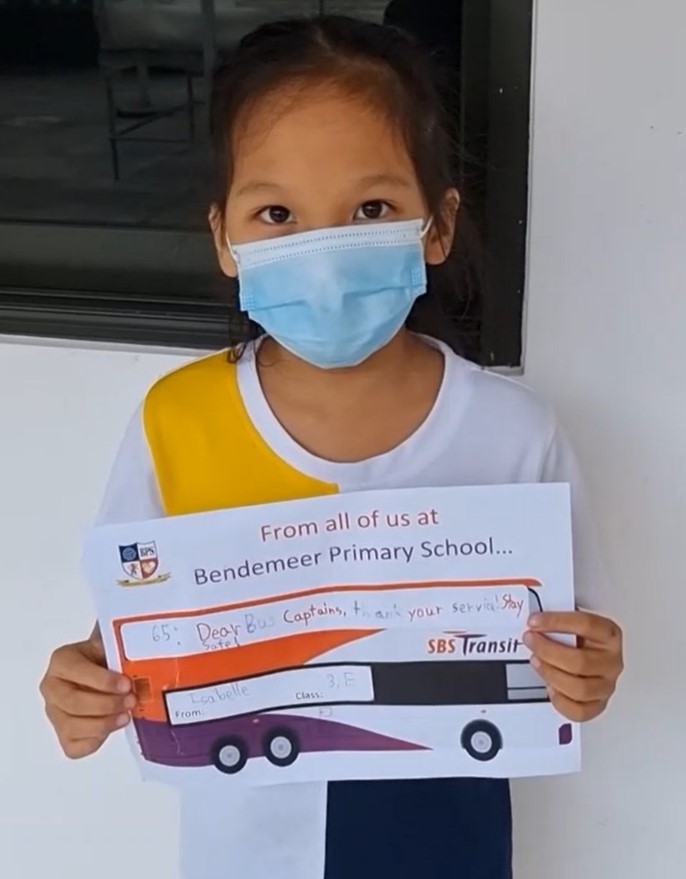 From all of us at
BPS
Bendemeer Primary School...
65: Dear Bus Captains, thank your service! Stay
Safe!
SBS Transit
Isabelle
3, E
From:
Class: